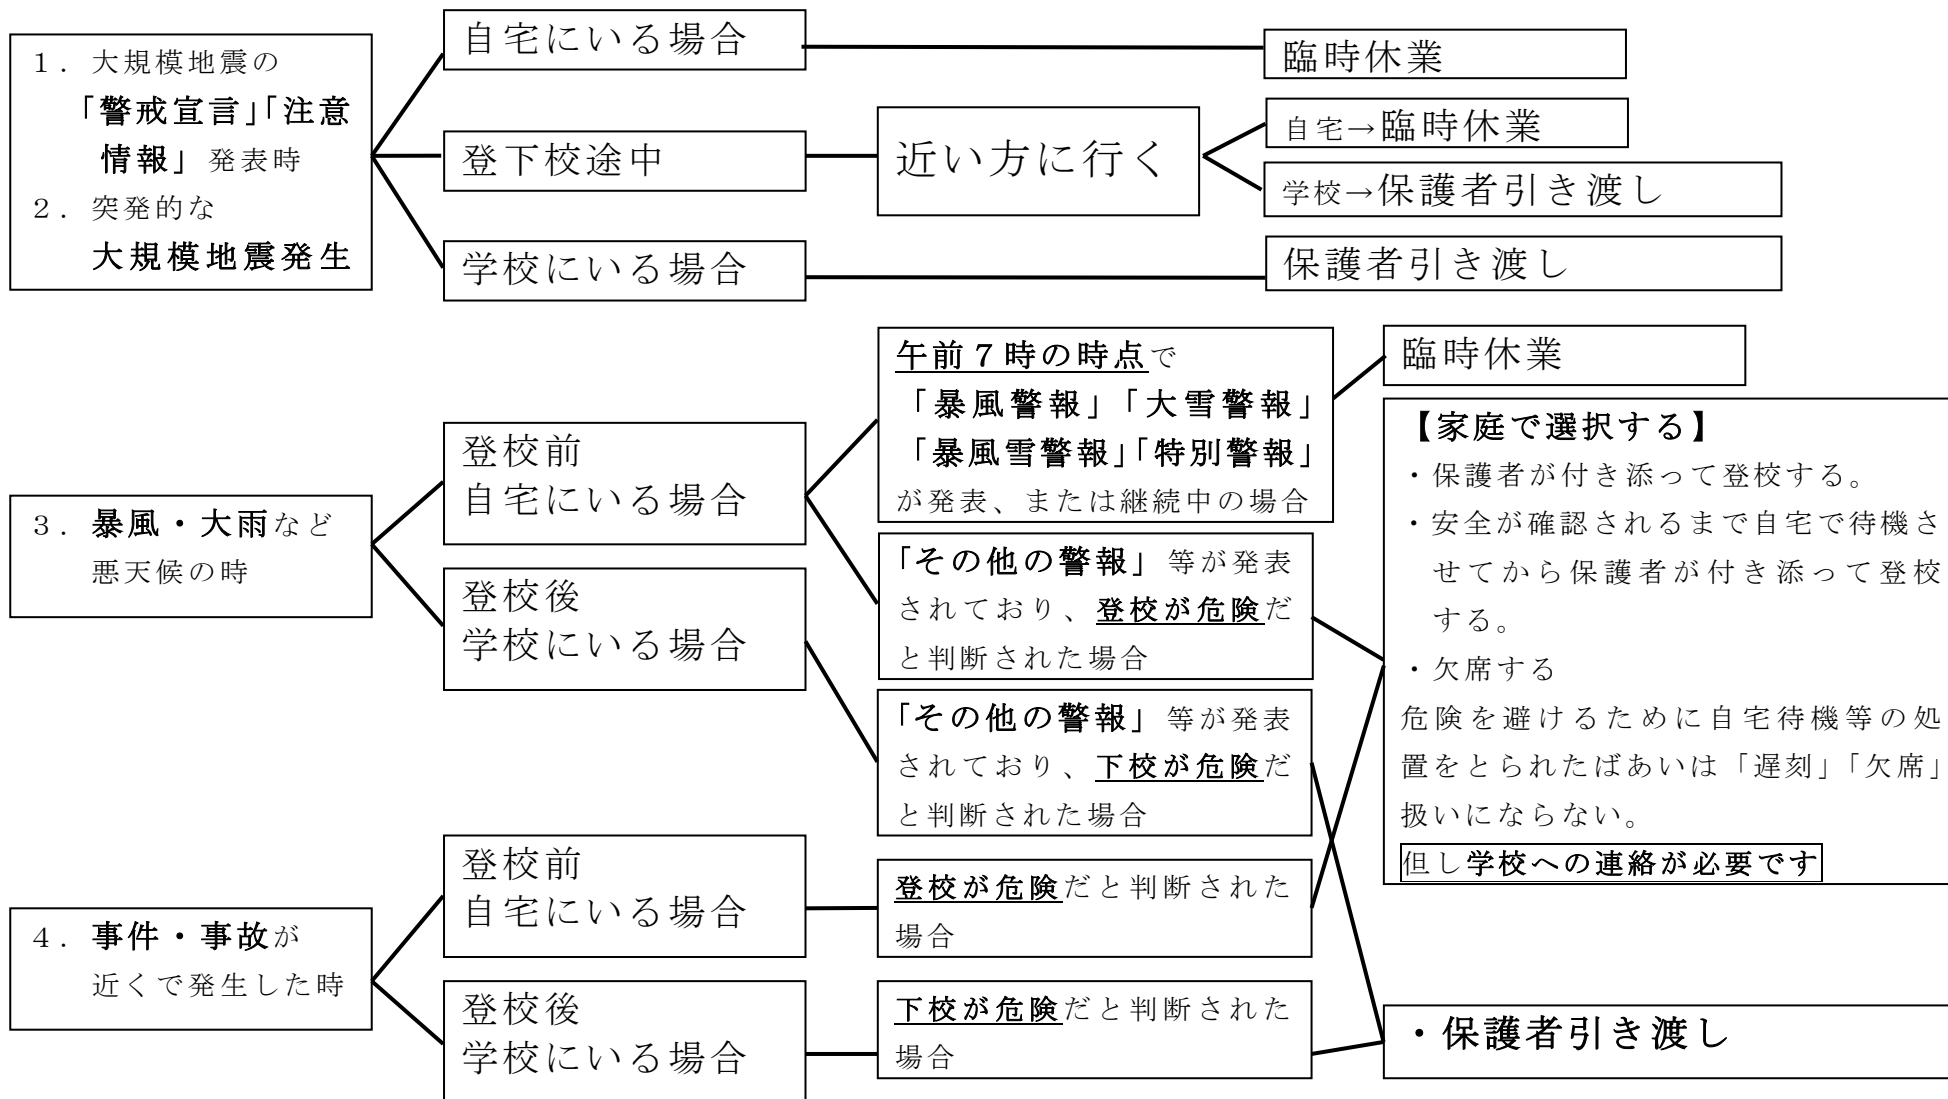 1．大規模地震の
「警戒宣言」「注意
情報」発表時
2．突発的な
大規模地震発生
自宅にいる場合
臨時休業
登下校途中
近い方に行く
自宅→臨時休業
学校→保護者引き渡し
学校にいる場合
保護者引き渡し
3．暴風・大雨など
悪天候の時
登校前
自宅にいる場合
午前７時の時点で
「暴風警報」「大雪警報」
「暴風雪警報」「特別警報」
が発表、または継続中の場合
臨時休業
「その他の警報」等が発表
されており、登校が危険だ
と判断された場合
【家庭で選択する】
・保護者が付き添って登校する。
・安全が確認されるまで自宅で待機さ
せてから保護者が付き添って登校
する。
・欠席する
危険を避けるために自宅待機等の処
置をとられたばあいは「遅刻」「欠席」
扱いにならない。
但し学校への連絡が必要です
登校後
学校にいる場合
「その他の警報」等が発表
されており、下校が危険だ
と判断された場合
4．事件・事故が
近くで発生した時
登校前
自宅にいる場合
登校が危険だと判断された
場合
登校後
学校にいる場合
下校が危険だと判断された
場合
・保護者引き渡し